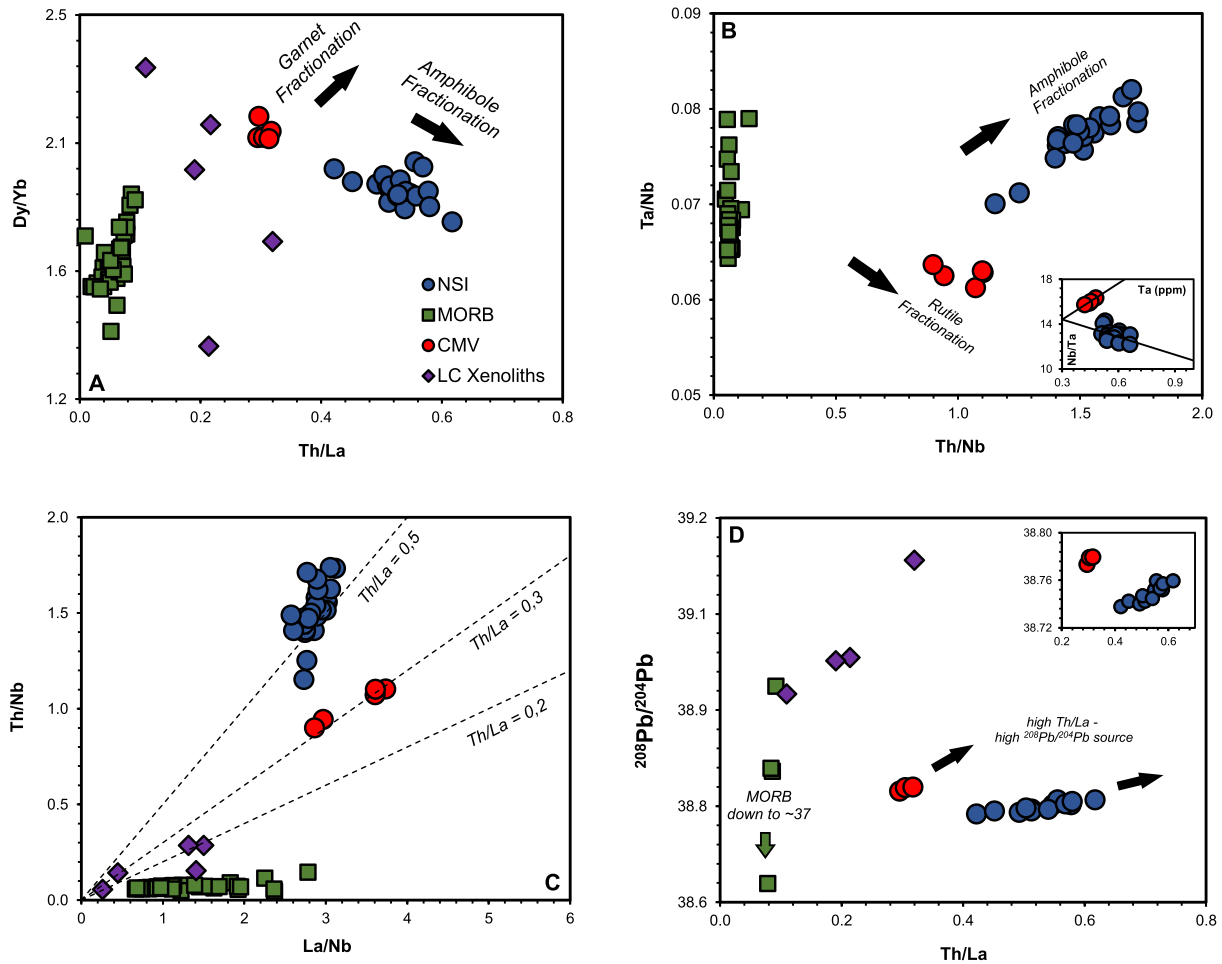 2.5
2.1
1.6
1.2
Dy/Yb
Garnet
Fractionation
Amphibole
Fractionation
NSI
MORB
CMV
LC Xenoliths
A
0.0
0.2
0.4
0.6
0.8
Th/La
0.09
0.08
0.07
0.06
0.05
Ta/Nb
B
Amphibole
Fractionation
Rutile
Fractionation
18
14
10
Nb/Ta
Ta (ppm)
0.3
0.6
0.9
0.0
0.5
1.0
1.5
2.0
Th/Nb
2.0
1.5
1.0
0.5
0.0
Th/Nb
Th/La = 0,5
Th/La = 0,3
Th/La = 0,2
C
0
1
2
3
4
5
6
La/Nb
39.2
39.1
38.9
38.8
38.6
208Pb/204Pb
D
38.80
38.76
38.72
0.2
0.4
0.6
high Th/La -
high 208Pb/204Pb source
MORB
down to ~37
0.0
0.2
0.4
0.6
0.8
Th/La